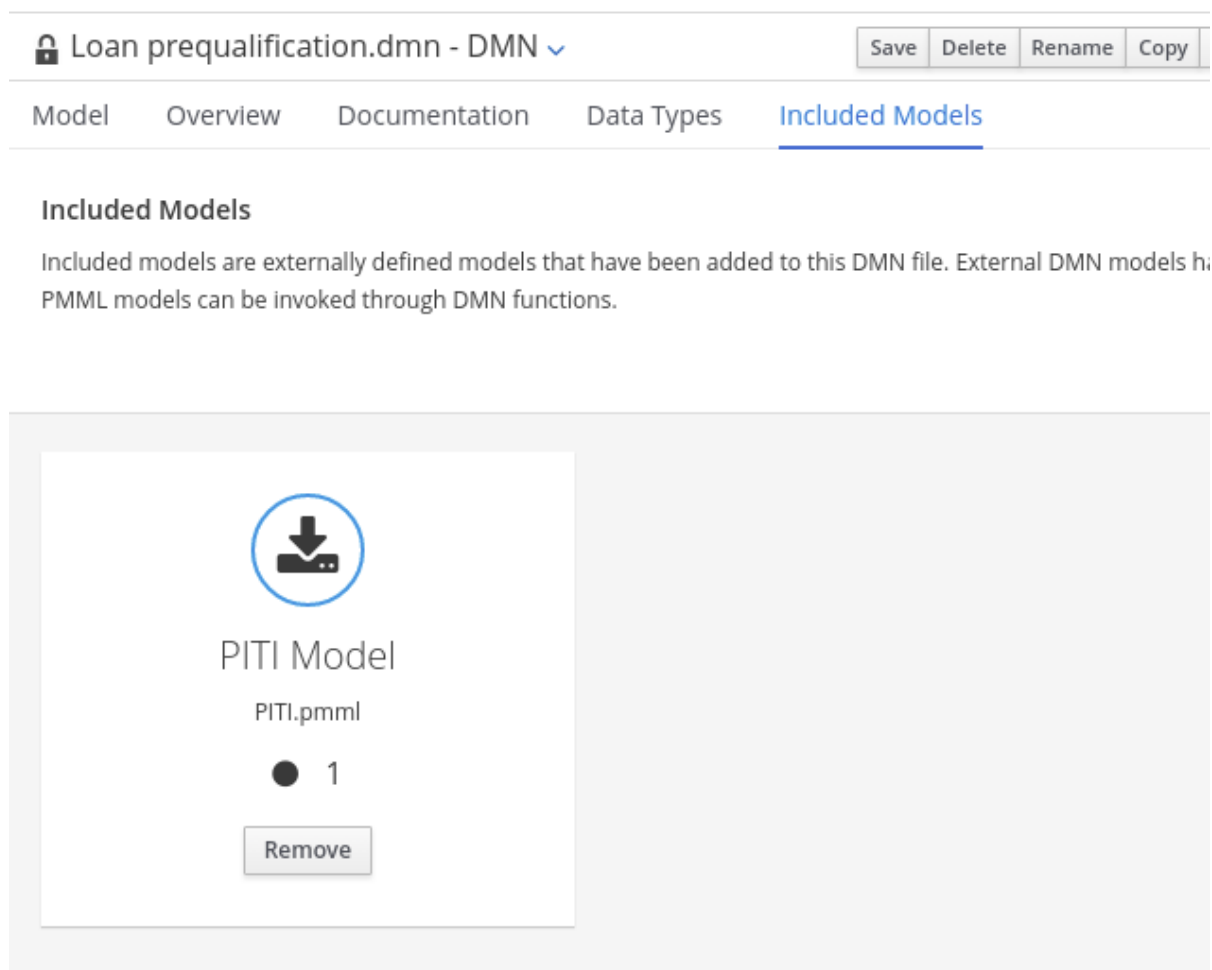 Loan prequalification.dmn - DMN
Save Delete Rename Copy
Model Overview Documentation Data Types Included Models
Included Models
Included models are externally defined models that have been added to this DMN file. External DMN models
PMML models can be invoked through DMN functions.
PITI Model
PITI.pmml
1
Remove